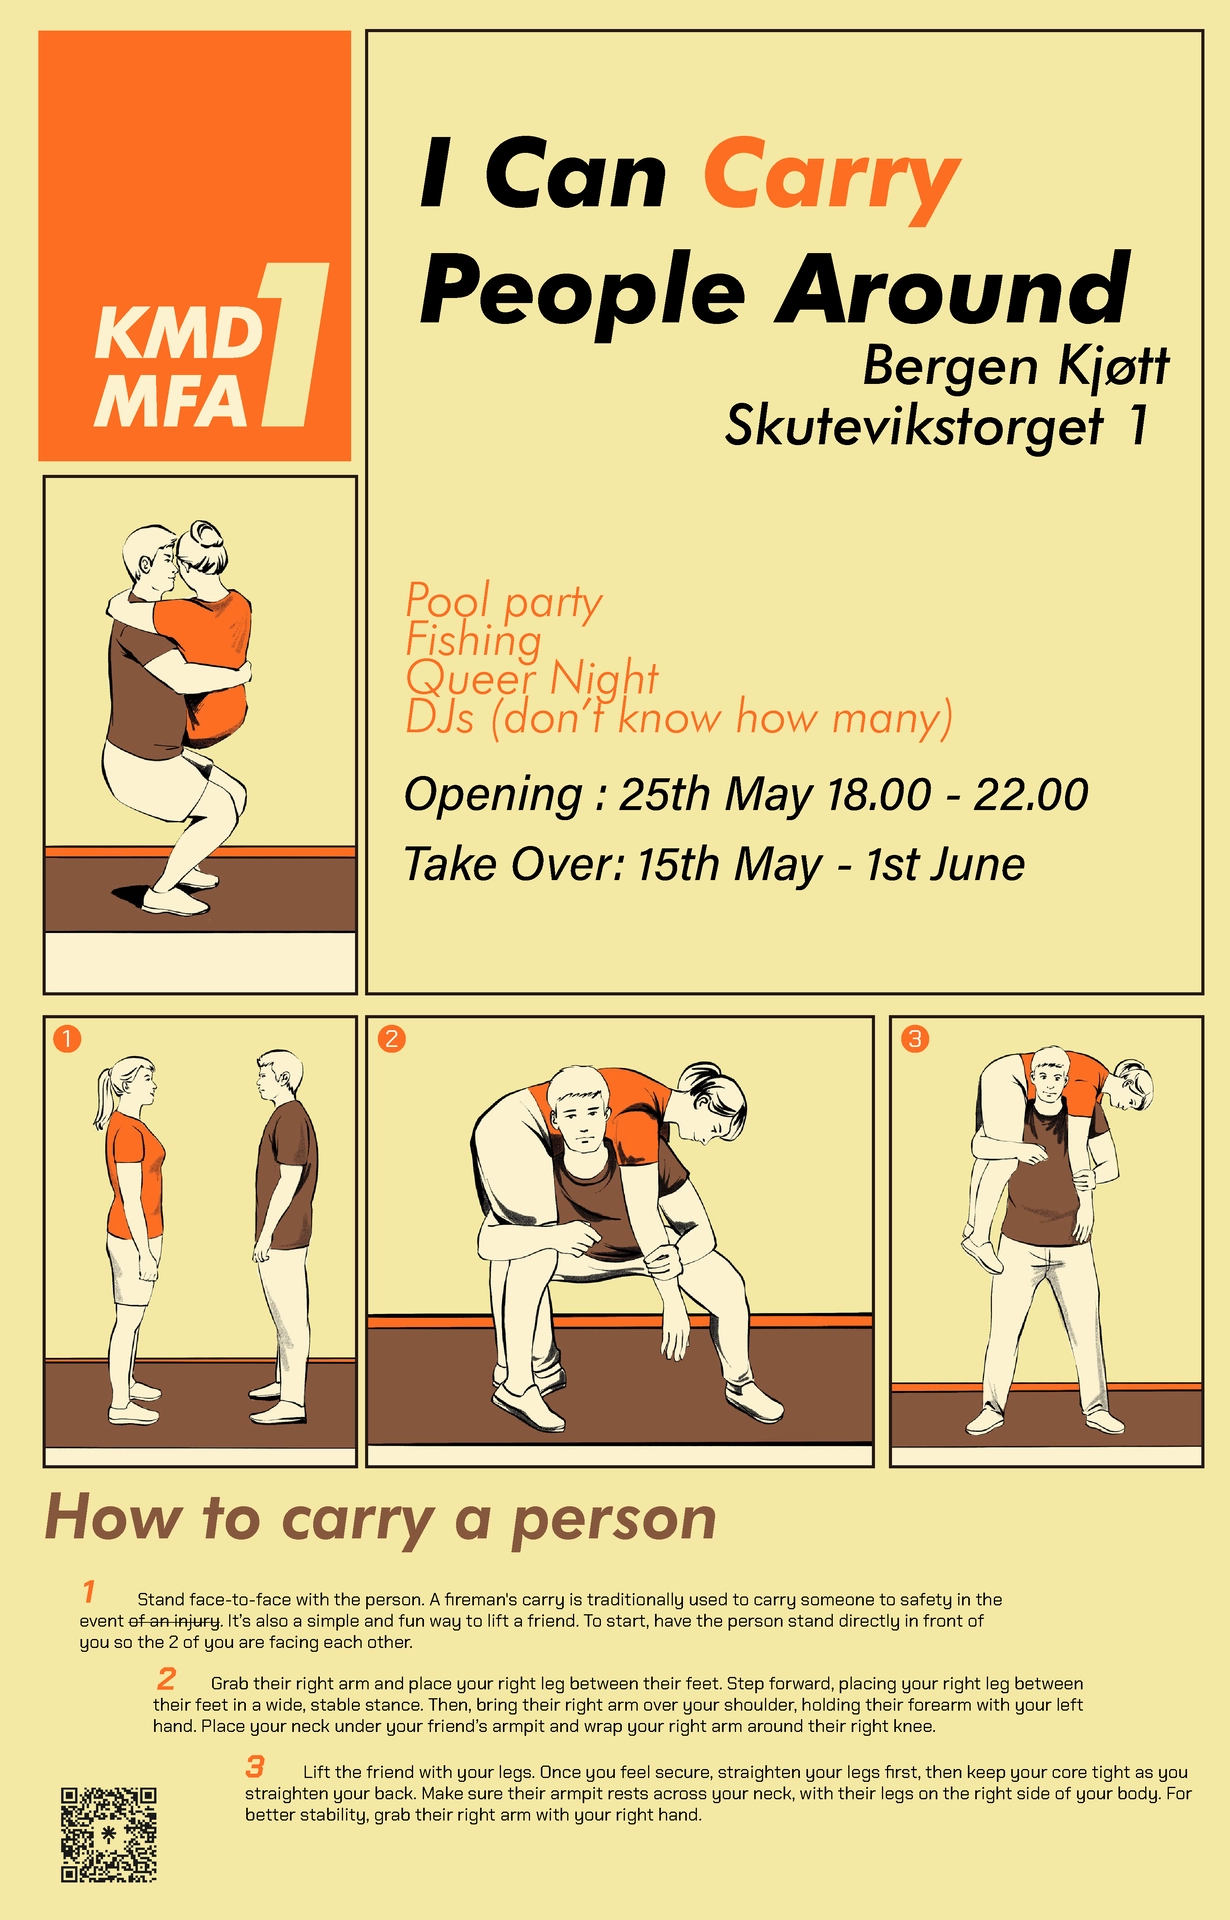 KMD
MFA 1
I Can Carry
People Around
Bergen Kjøtt
Skutevikstorget 1
Pool party
Fishing
Queer Night
DJs (don't know how many)
Opening : 25th May 18.00 - 22.00
Take Over: 15th May - 1st June
1
2
3
How to carry a person
1 Stand face-to-face with the person. A fireman's carry is traditionally used to carry someone to safety in the
event of an injury. It's also a simple and fun way to lift a friend. To start, have the person stand directly in front of
you so the 2 of you are facing each other.
2 Grab their right arm and place your right leg between their feet. Step forward, placing your right leg between
their feet in a wide, stable stance. Then, bring their right arm over your shoulder, holding their forearm with your left
hand. Place your neck under your friend's armpit and wrap your right arm around their right knee.
3 Lift the friend with your legs. Once you feel secure, straighten your legs first, then keep your core tight as you
straighten your back. Make sure their armpit rests across your neck, with their legs on the right side of your body. For
better stability, grab their right arm with your right hand.